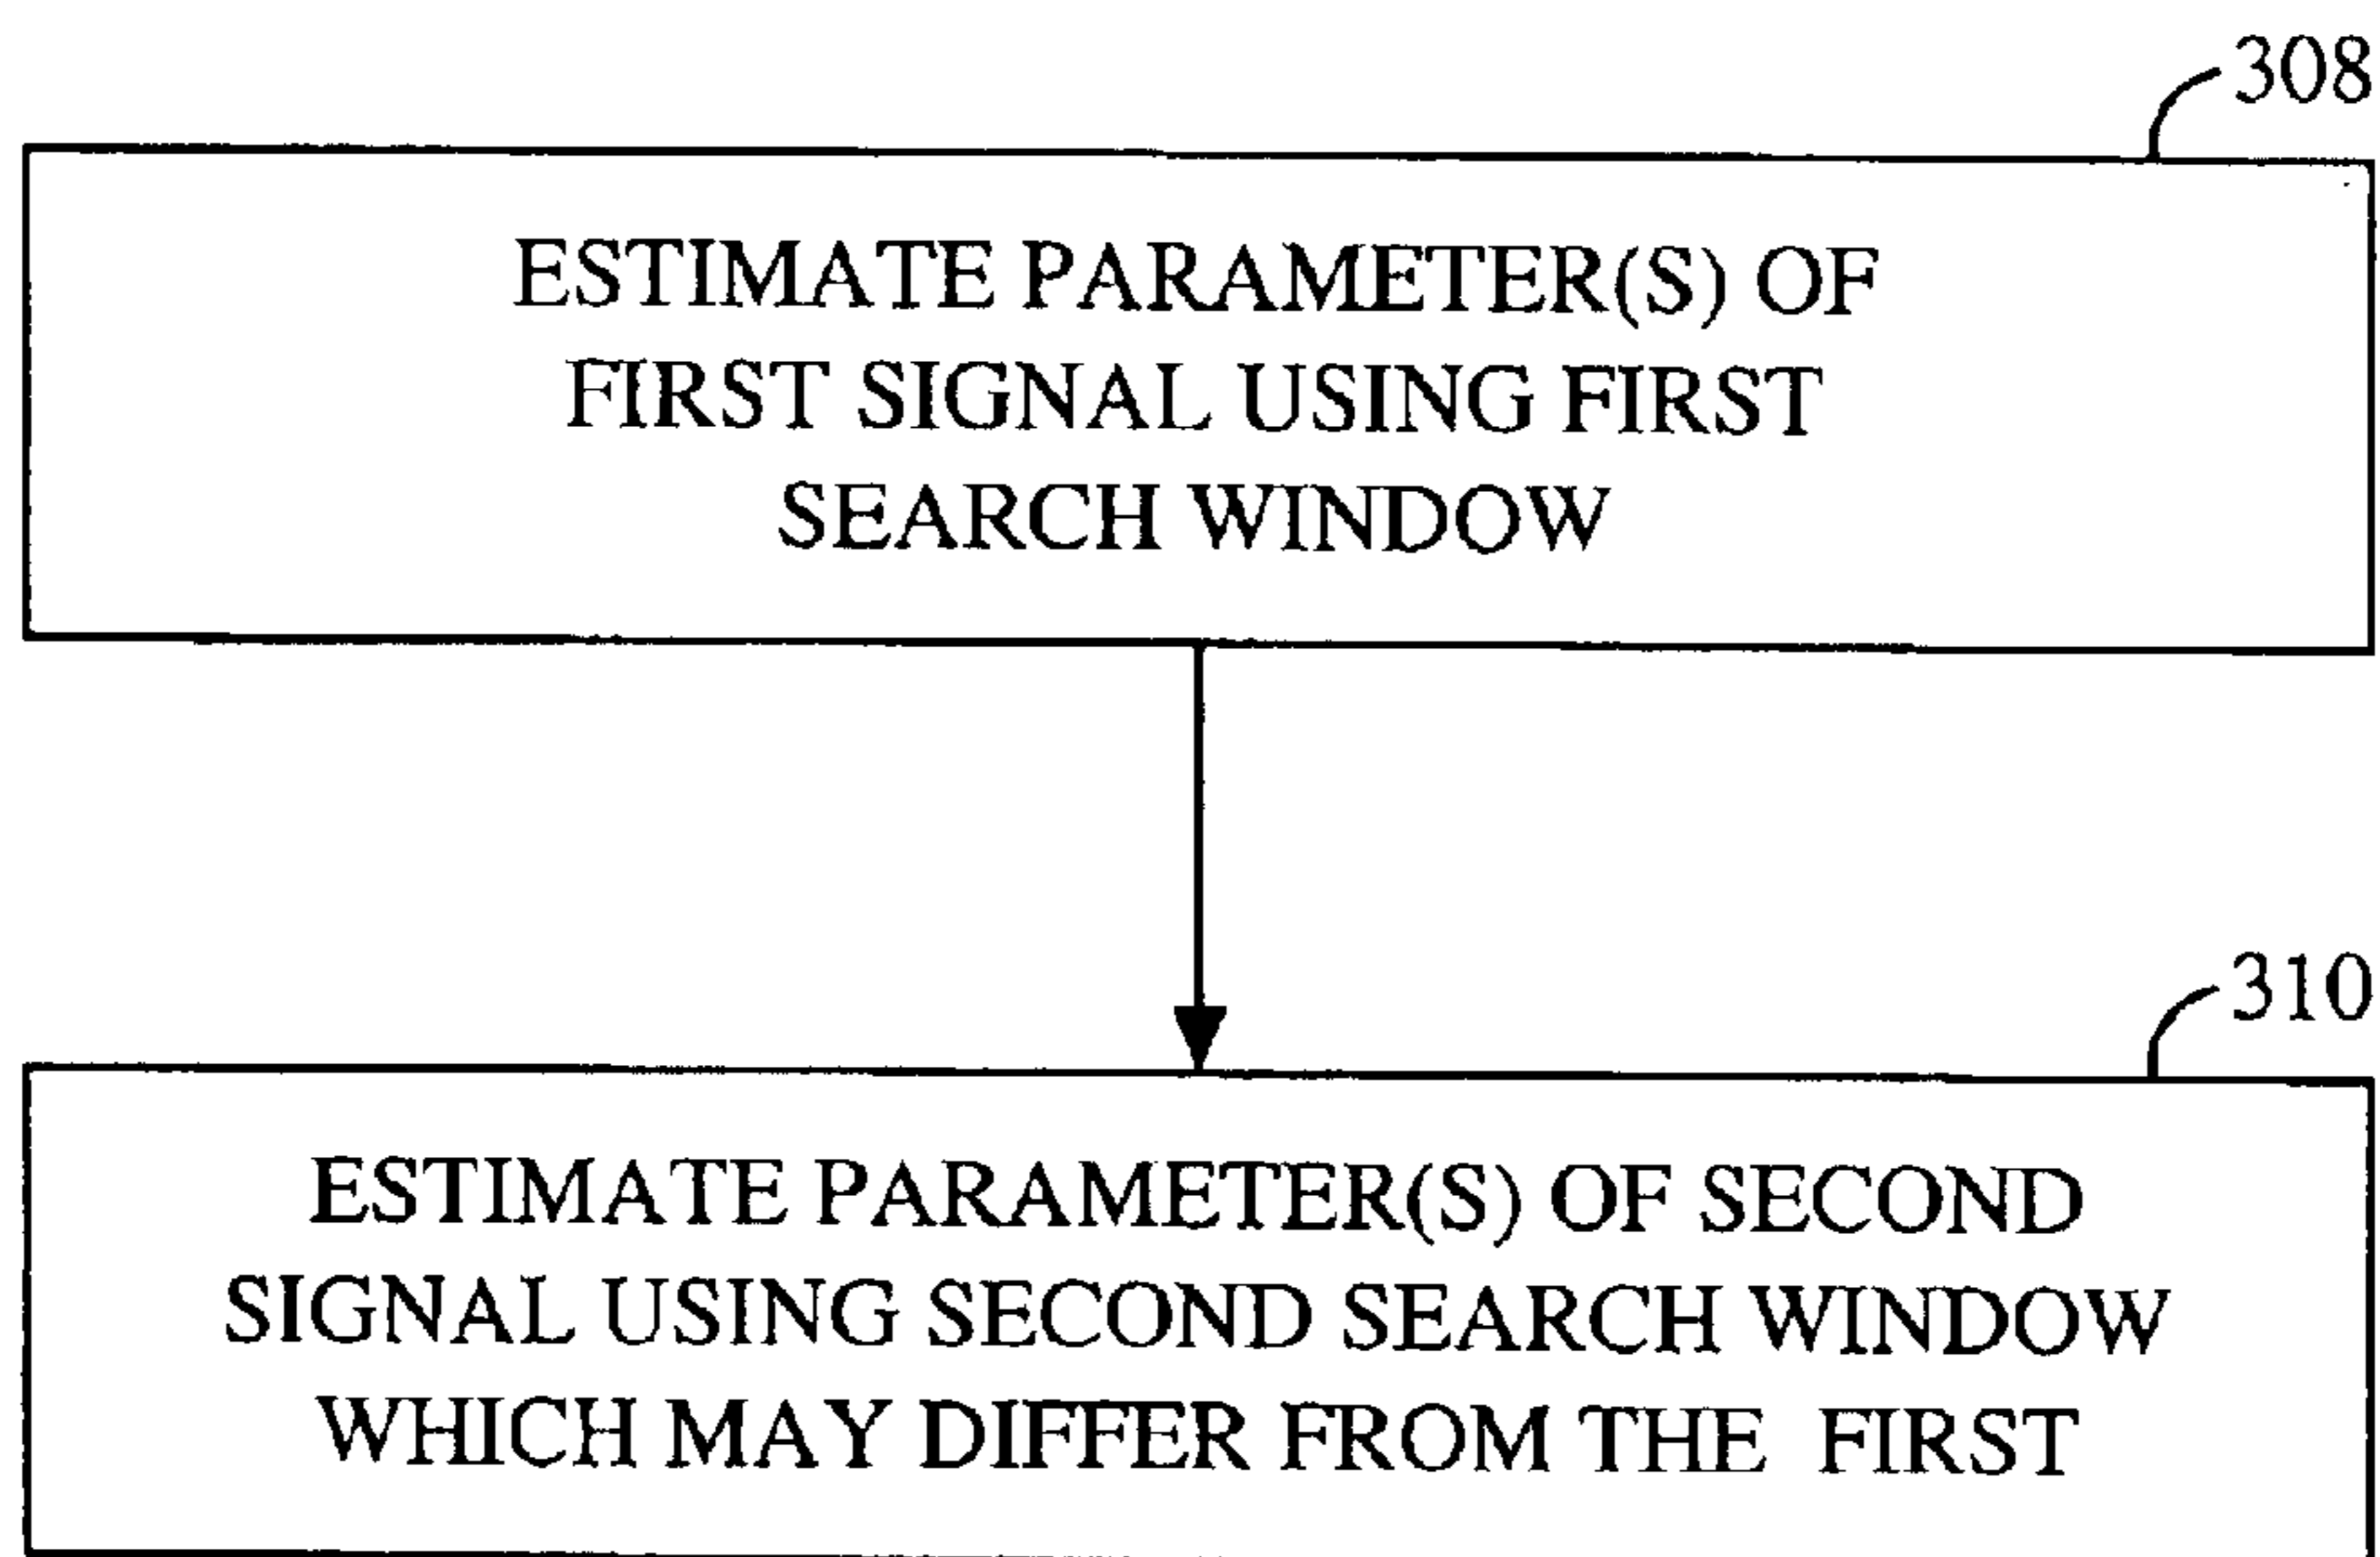 308
ESTIMATE PARAMETER(S) OF
FIRST SIGNAL USING FIRST
SEARCH WINDOW
310
ESTIMATE PARAMETER(S) OF SECOND
SIGNAL USING SECOND SEARCH WINDOW
WHICH MAY DIFFER FROM THE FIRST